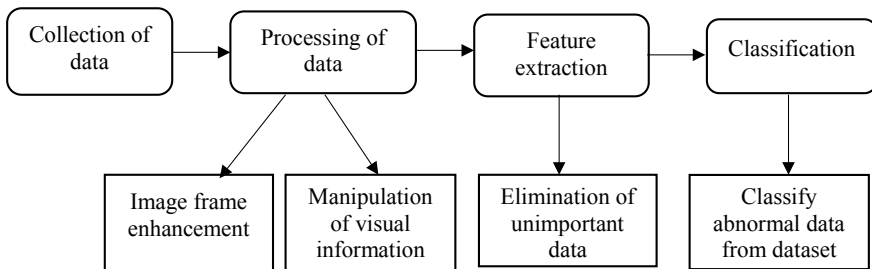 Collection of
data
Processing of
data
Feature
extraction
Classification
Image frame
enhancement
Manipulation
of visual
information
Elimination of
unimportant
data
Classify
abnormal data
from dataset